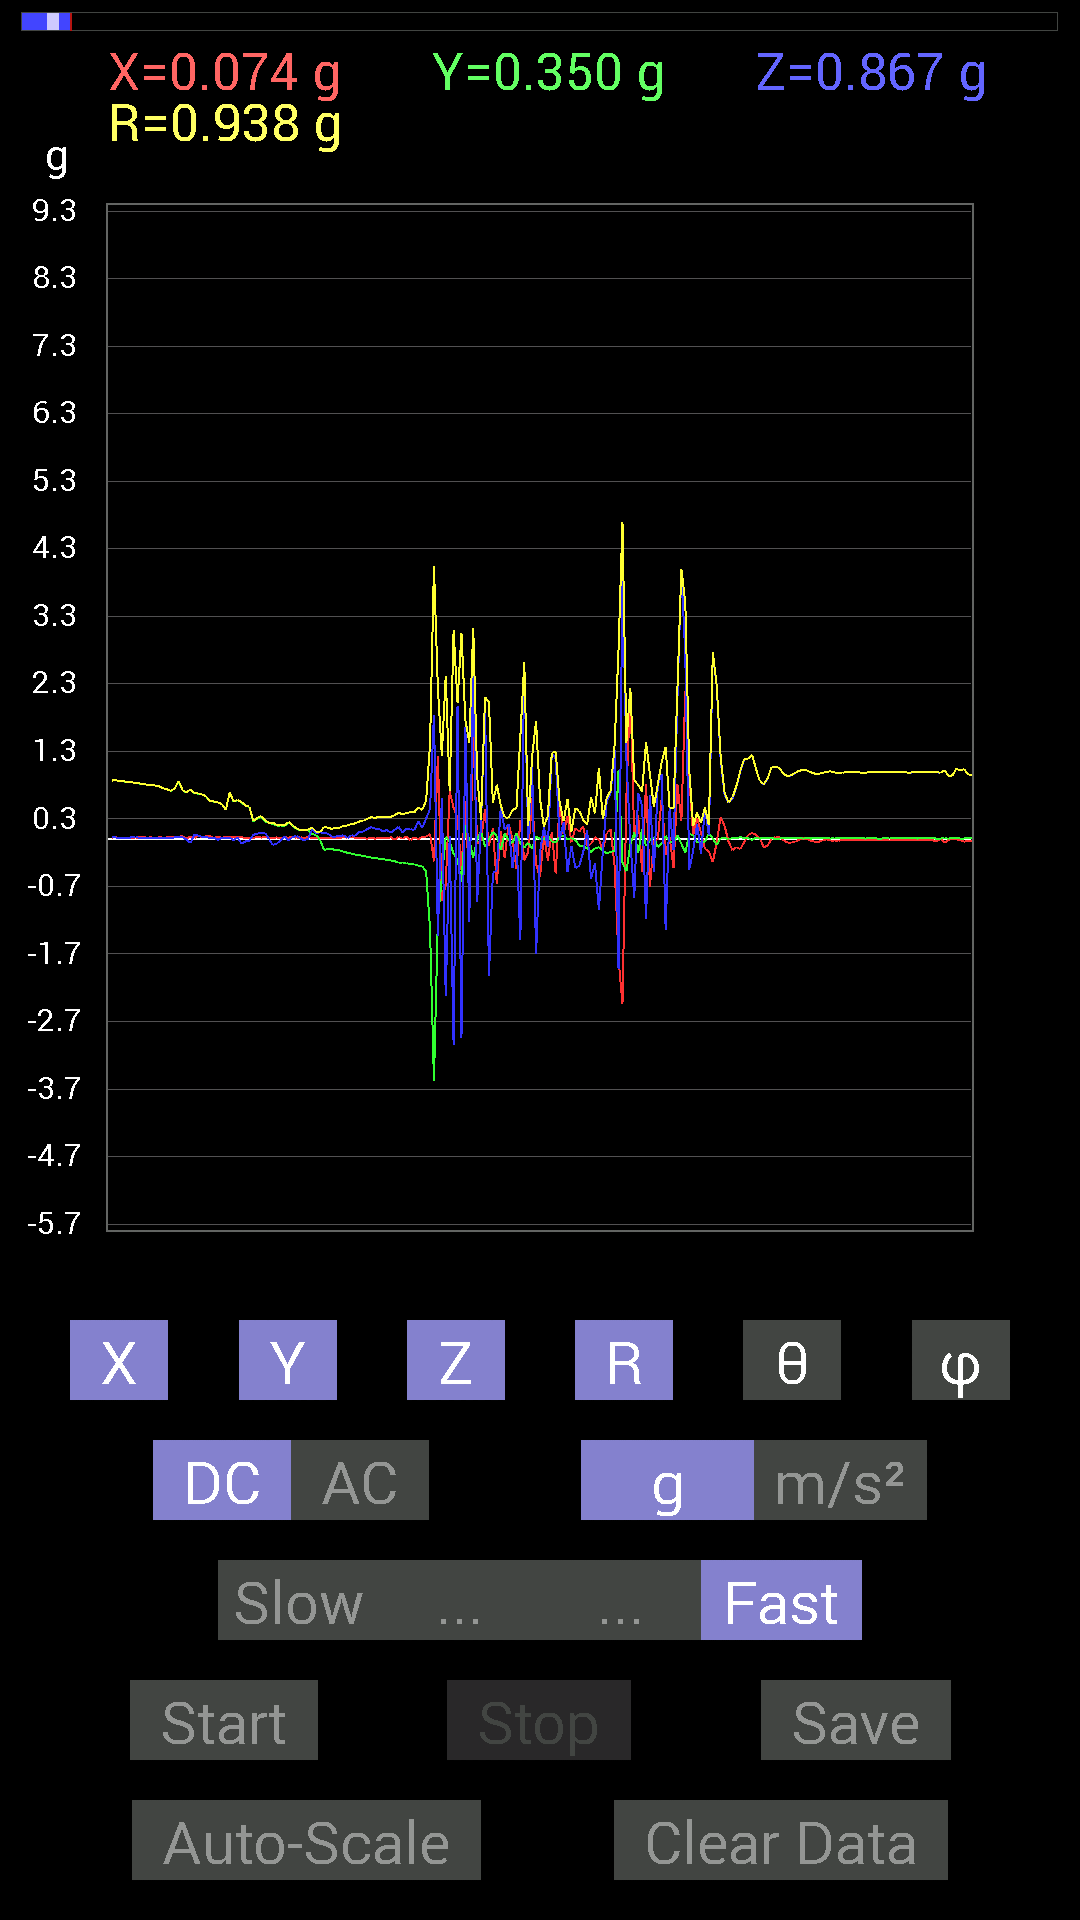 X=0.074 g Y=0.350 g Z=0.867 g
R=0.938 g
g
9.3
8.3
7.3
6.3
5.3
4.3
3.3
2.3
1.3
0.3
-0.7
-1.7
-2.7
-3.7
-4.7
-5.7
X Y Z R θ φ
DC AC g m/s²
Slow ... ... Fast
Start Stop Save
Auto-Scale Clear Data